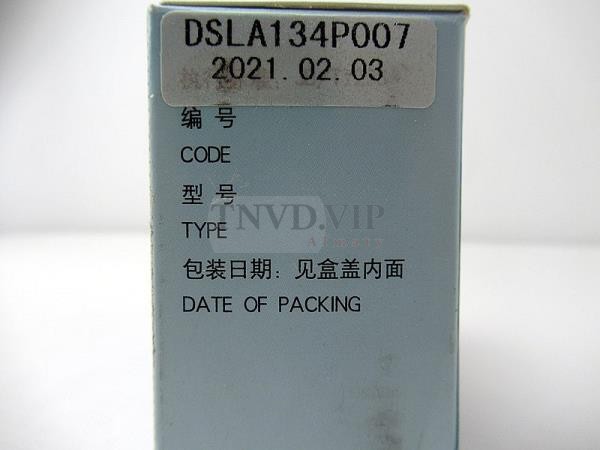 DSLA134P007
2021.02.03
编 号
CODE
型 号
TNVD.VIP
TYPE
包装日期：见盒盖内面
DATE OF PACKING